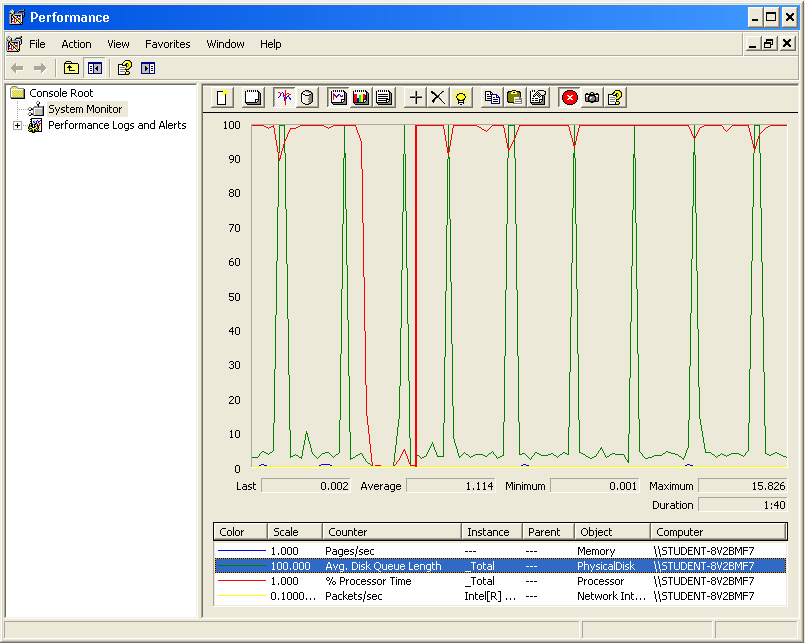 Performance
File Action View Favorites Window Help
Console Root
System Monitor
Performance Logs and Alerts
100
90
80
70
60
50
40
30
20
10
0
Last 0.002 Average 1.114 Minimum 0.001 Maximum 15.826
Duration 1:40
Color Scale Counter Instance Parent Object Computer
1.000 Pages/sec --- --- Memory \\STUDENT-8V2BMF7
100.000 Avg. Disk Queue Length _Total --- PhysicalDisk \\STUDENT-8V2BMF7
1.000 % Processor Time _Total --- Processor \\STUDENT-8V2BMF7
0.1000... Packets/sec Intel[R] ... --- Network Int... \\STUDENT-8V2BMF7